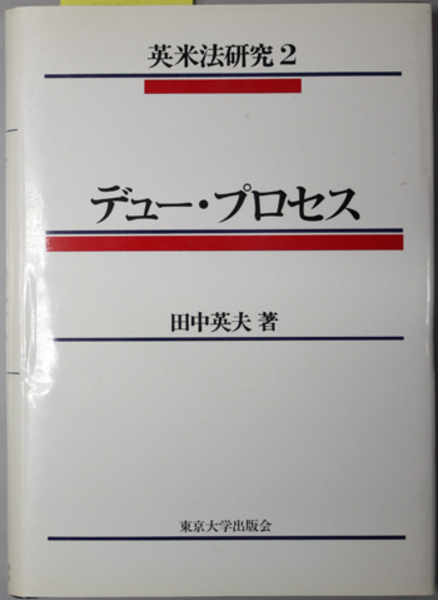 英米法研究2
デュー・プロセス
田中英夫 著
東京大学出版会